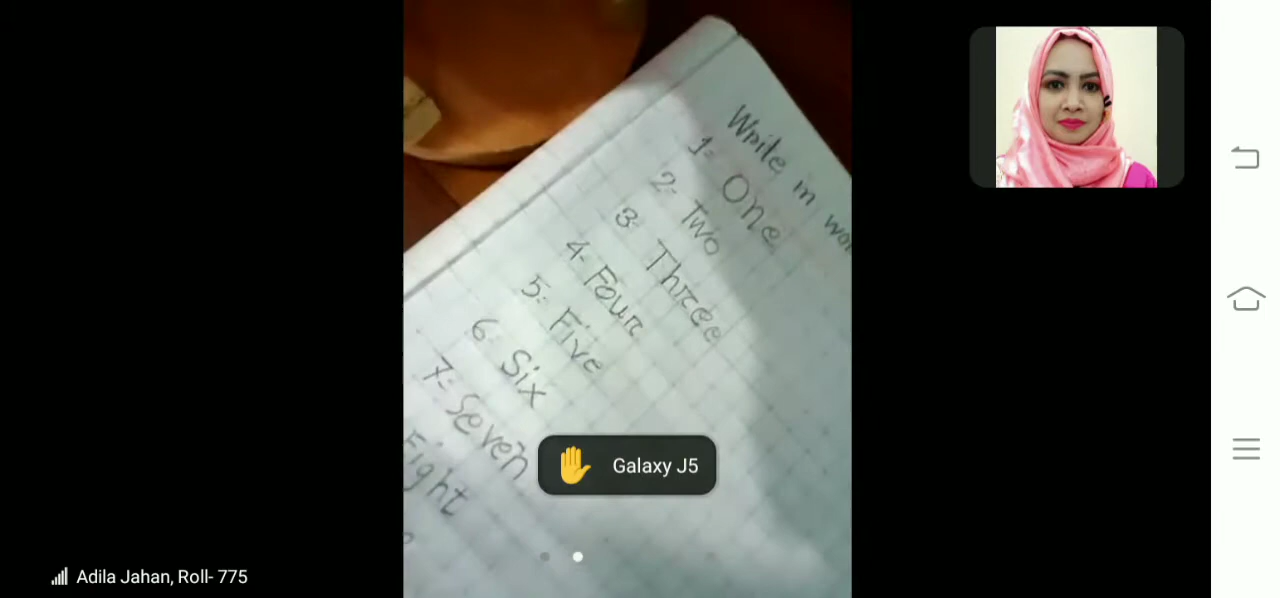 Write in wor
1= One
2= Two
3= Three
4= Four
5= Five
6= Six
7= Seven
Eight
Galaxy J5
Adila Jahan, Roll- 775